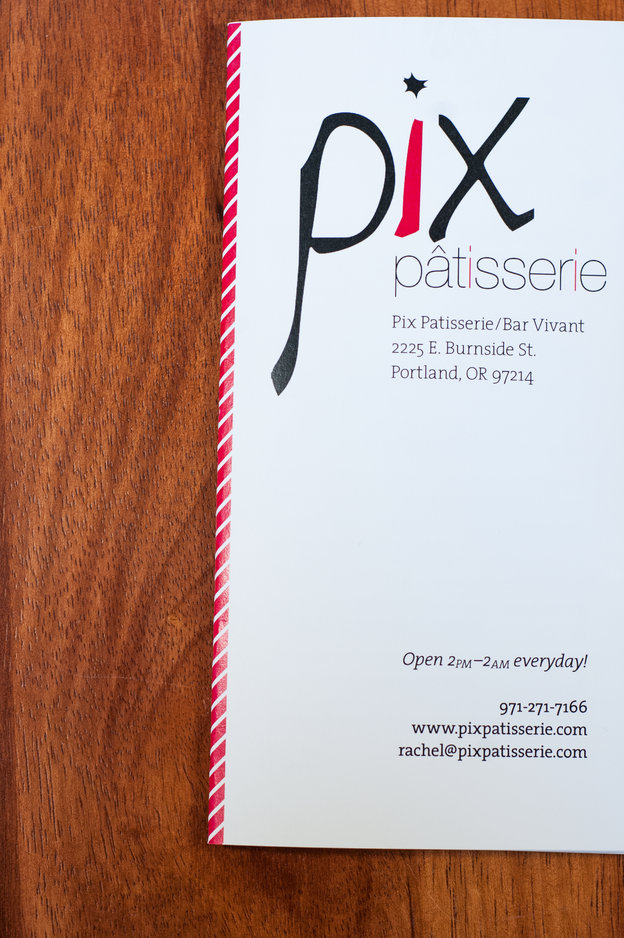 pix
pâtisserie
Pix Patisserie/Bar Vivant
2225 E. Burnside St.
Portland, OR 97214
Open 2PM–2AM everyday!
971-271-7166
www.pixpatisserie.com
rachel@pixpatisserie.com